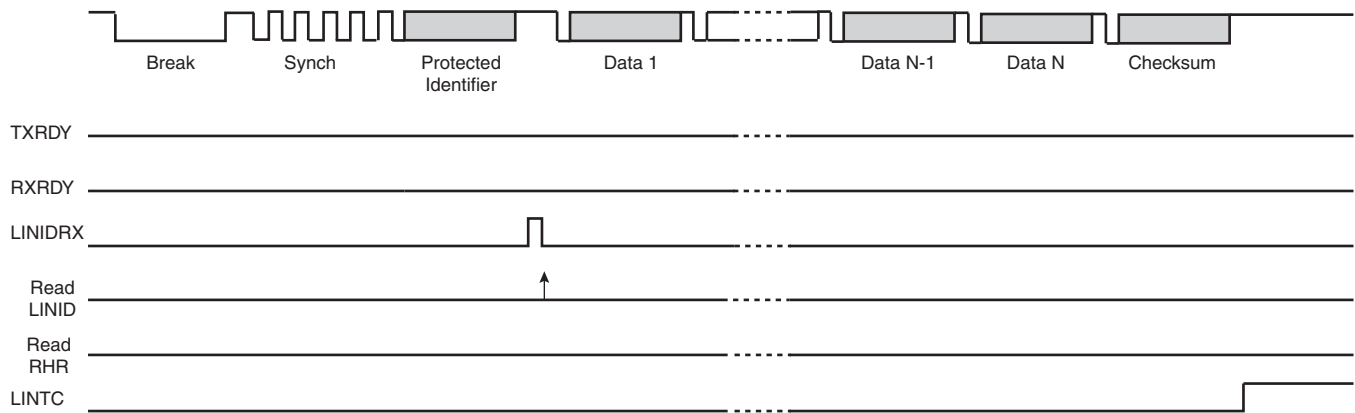 Break Synch Protected Identifier Data 1 Data N-1 Data N Checksum
TXRDY
RXRDY
LINIDRX
Read
LINID
Read
RHR
LINTC